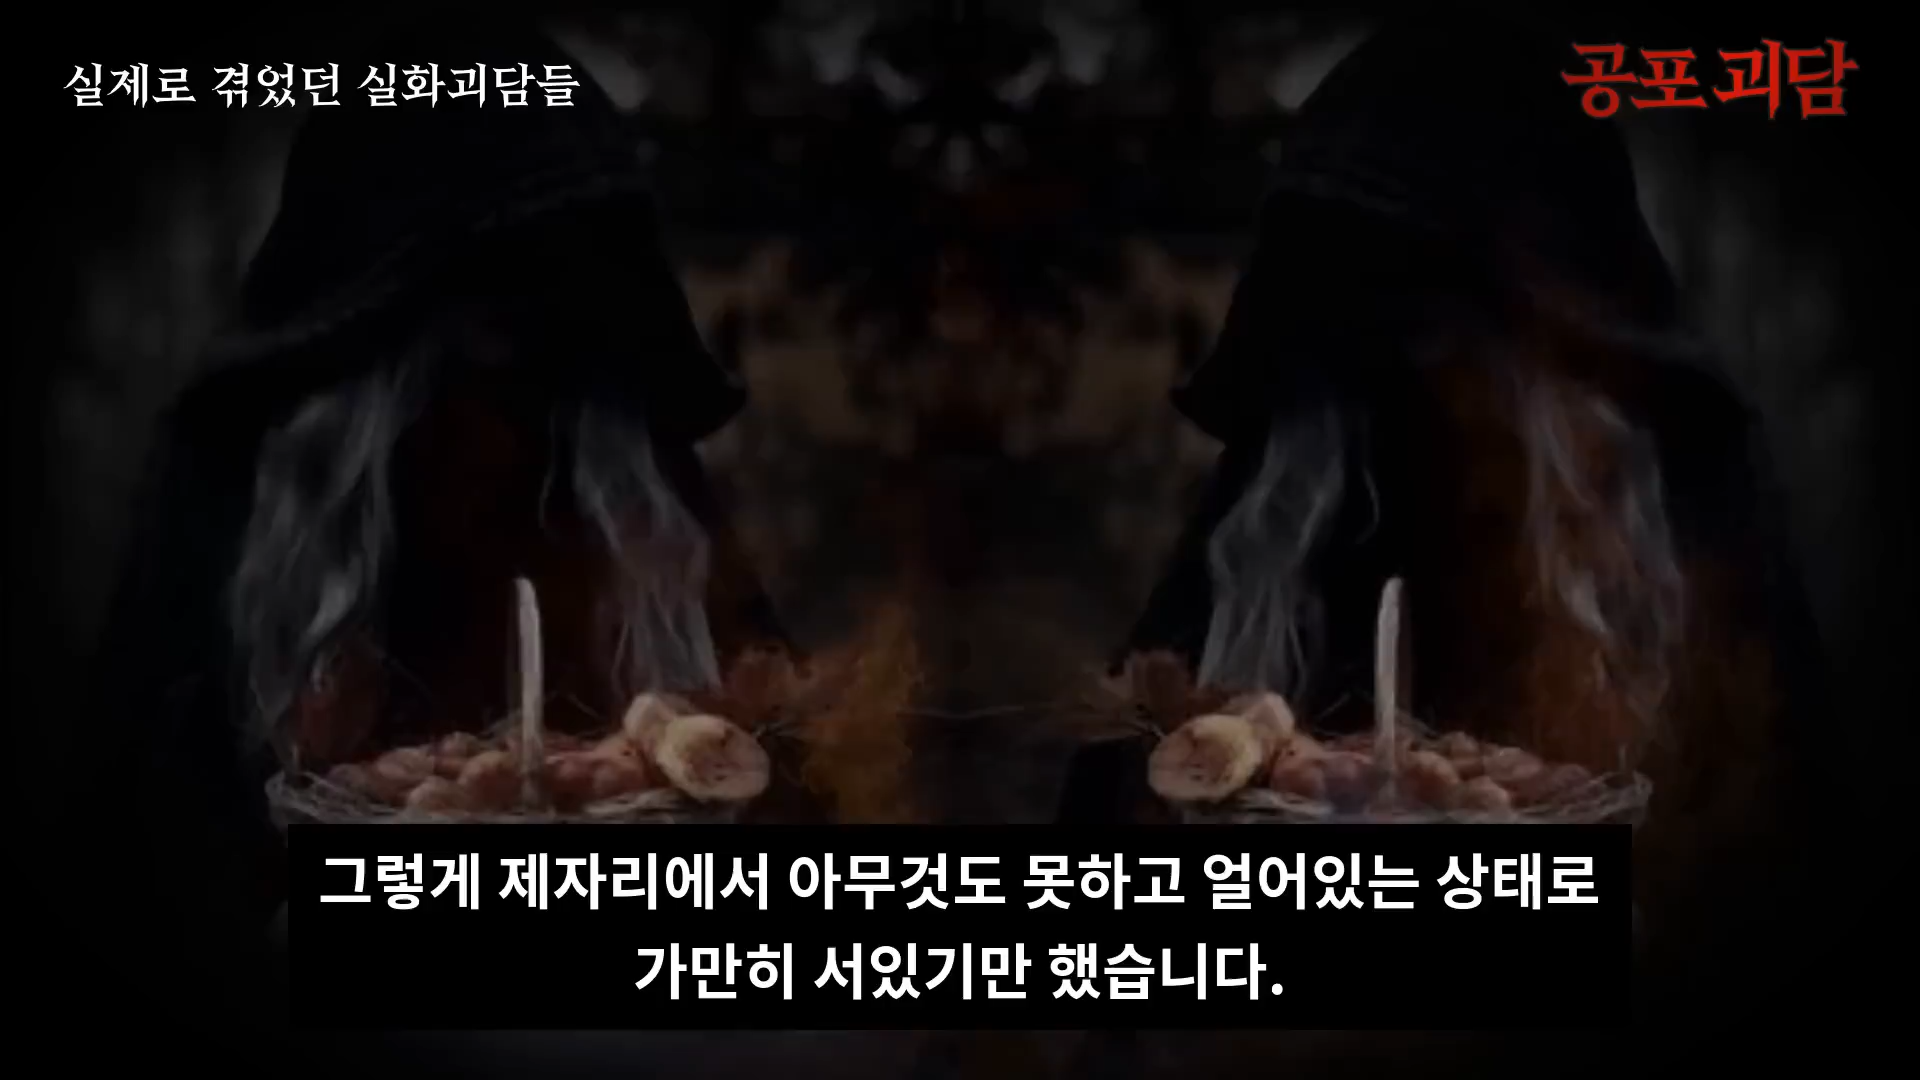 실제로 겪었던 실화괴담들
공포괴담
그렇게 제자리에서 아무것도 못하고 얼어있는 상태로
가만히 서있기만 했습니다.